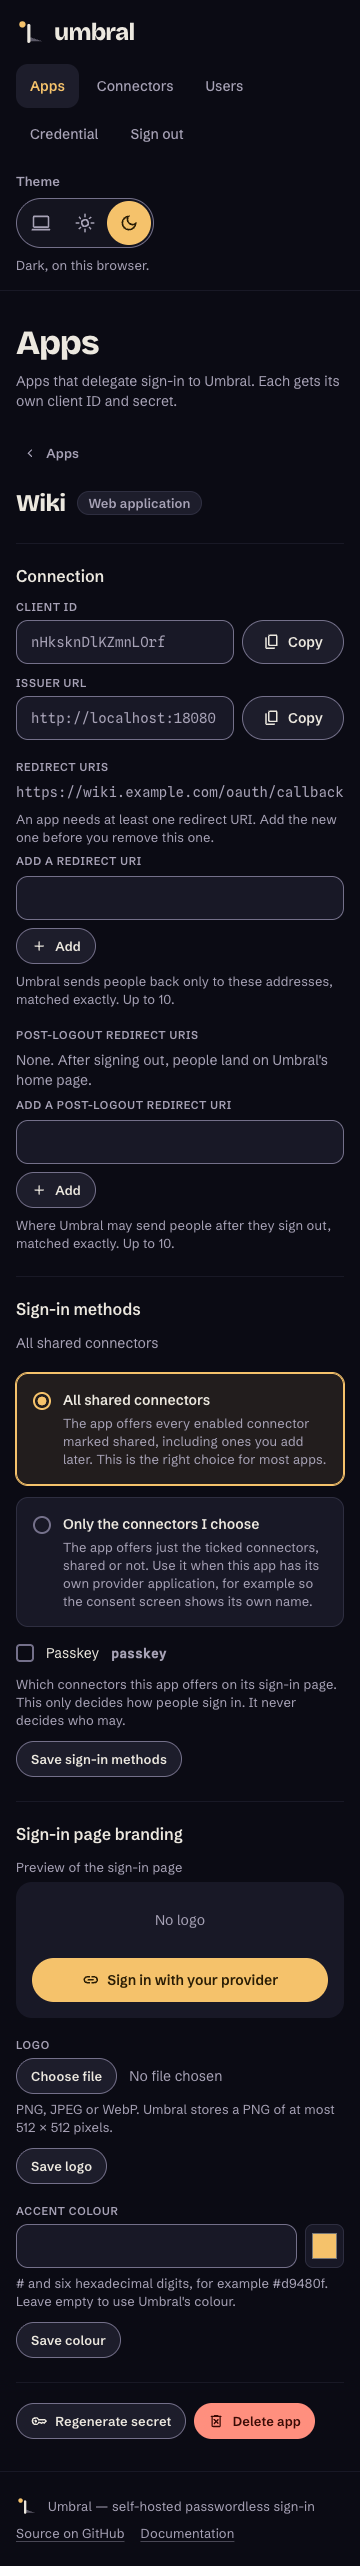 umbral
Apps Connectors Users
Credential Sign out
Theme
Dark, on this browser.
Apps
Apps that delegate sign-in to Umbral. Each gets its
own client ID and secret.
Apps
Wiki Web application
Connection
CLIENT ID
nHksknDlKZmnLOrf Copy
ISSUER URL
http://localhost:18080 Copy
REDIRECT URIS
https://wiki.example.com/oauth/callback
An app needs at least one redirect URI. Add the new
one before you remove this one.
ADD A REDIRECT URI
Add
Umbral sends people back only to these addresses,
matched exactly. Up to 10.
POST-LOGOUT REDIRECT URIS
None. After signing out, people land on Umbral's
home page.
ADD A POST-LOGOUT REDIRECT URI
Add
Where Umbral may send people after they sign out,
matched exactly. Up to 10.
Sign-in methods
All shared connectors
All shared connectors
The app offers every enabled connector
marked shared, including ones you add
later. This is the right choice for most apps.
Only the connectors I choose
The app offers just the ticked connectors,
shared or not. Use it when this app has its
own provider application, for example so
the consent screen shows its own name.
Passkey passkey
Which connectors this app offers on its sign-in page.
This only decides how people sign in. It never
decides who may.
Save sign-in methods
Sign-in page branding
Preview of the sign-in page
No logo
Sign in with your provider
LOGO
Choose file No file chosen
PNG, JPEG or WebP. Umbral stores a PNG of at most
512 × 512 pixels.
Save logo
ACCENT COLOUR
# and six hexadecimal digits, for example #d9480f.
Leave empty to use Umbral's colour.
Save colour
Regenerate secret Delete app
Umbral — self-hosted passwordless sign-in
Source on GitHub Documentation